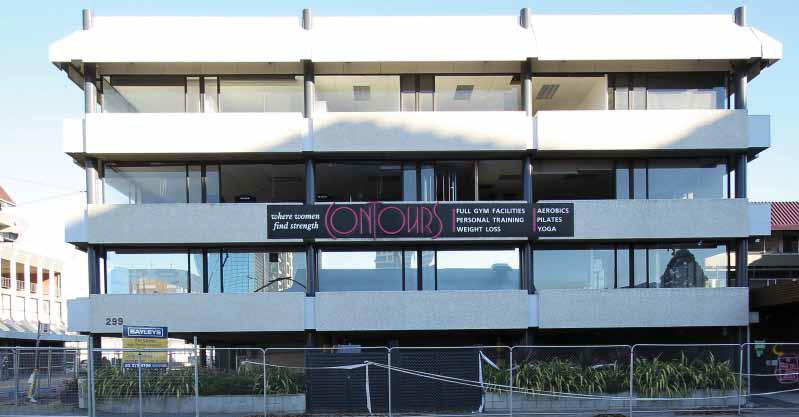 where women
find strength
CONTOURS
FULL GYM FACILITIES
PERSONAL TRAINING
WEIGHT LOSS
AEROBICS
PILATES
YOGA
299
BAYLEYS